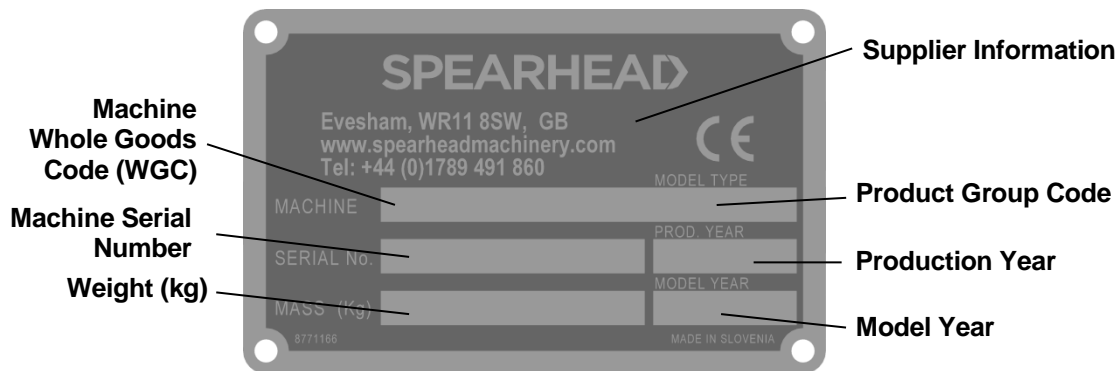 SPEARHEAD
Supplier Information
Machine
Whole Goods
Code (WGC)
Evesham, WR11 8SW, GB
www.spearheadmachinery.com
Tel: +44 (0)1789 491 860
CE
MODEL TYPE
MACHINE
Product Group Code
Machine Serial
Number
PROD. YEAR
SERIAL No.
Production Year
Weight (kg)
MODEL YEAR
MASS (Kg)
Model Year
8771166
MADE IN SLOVENIA